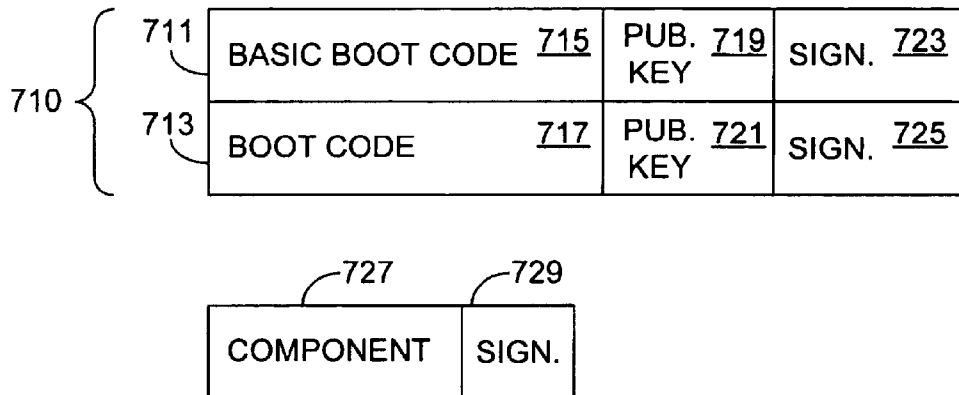 710
711
BASIC BOOT CODE 715 PUB. KEY 719 SIGN. 723
713
BOOT CODE 717 PUB. KEY 721 SIGN. 725
727 729
COMPONENT SIGN.